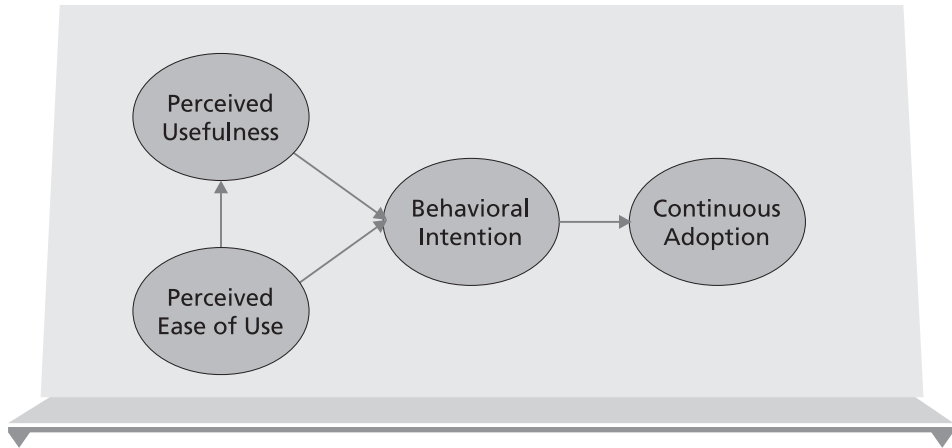 Perceived
Usefulness
Behavioral
Intention
Continuous
Adoption
Perceived
Ease of Use